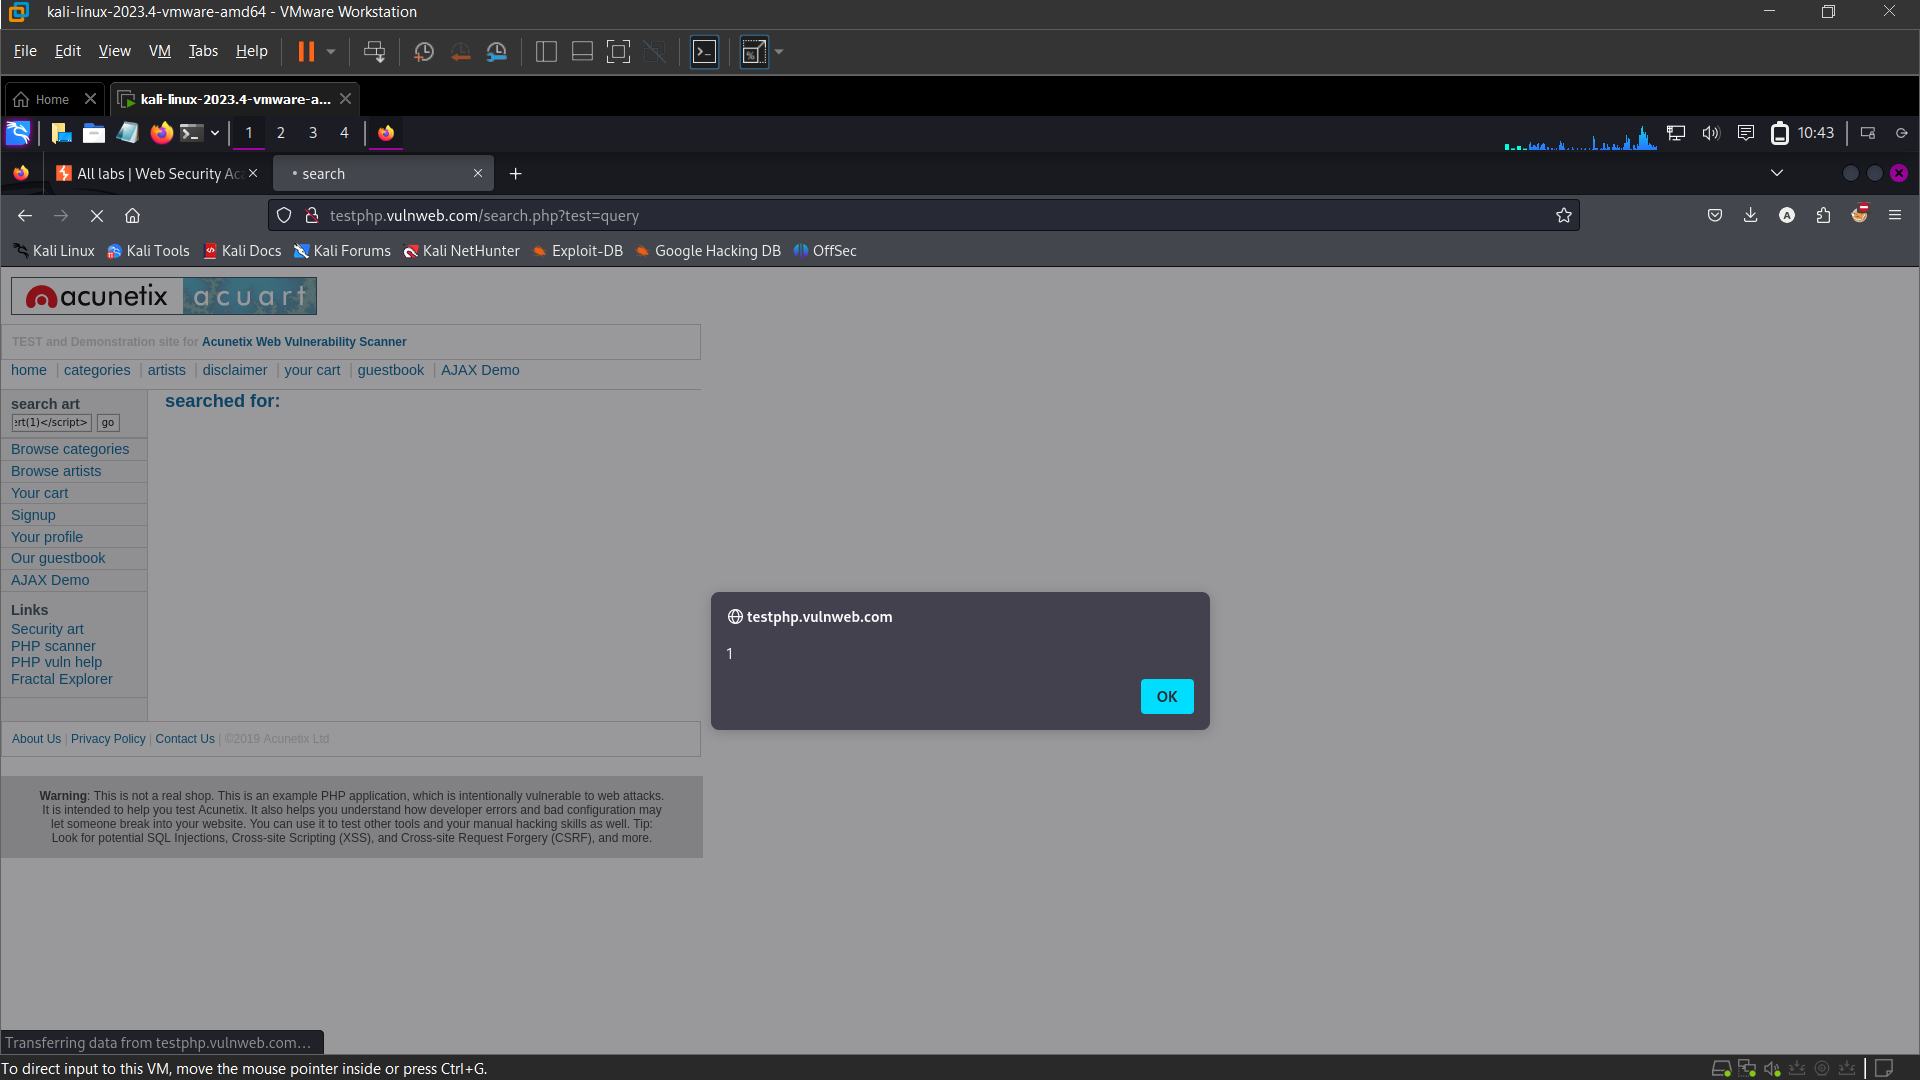 kali-linux-2023.4-vmware-amd64 - VMware Workstation
File Edit View VM Tabs Help
Home kali-linux-2023.4-vmware-a...
1 2 3 4 10:43
All labs | Web Security Aca search
testphp.vulnweb.com/search.php?test=query
Kali Linux Kali Tools Kali Docs Kali Forums Kali NetHunter Exploit-DB Google Hacking DB OffSec
acunetix acuart
TEST and Demonstration site for Acunetix Web Vulnerability Scanner
home | categories | artists | disclaimer | your cart | guestbook | AJAX Demo
search art
ert(1)</script> go
searched for:
Browse categories
Browse artists
Your cart
Signup
Your profile
Our guestbook
AJAX Demo
Links
Security art
PHP scanner
PHP vuln help
Fractal Explorer
testphp.vulnweb.com
1
OK
About Us | Privacy Policy | Contact Us | ©2019 Acunetix Ltd
Warning: This is not a real shop. This is an example PHP application, which is intentionally vulnerable to web attacks.
It is intended to help you test Acunetix. It also helps you understand how developer errors and bad configuration may
let someone break into your website. You can use it to test other tools and your manual hacking skills as well. Tip:
Look for potential SQL Injections, Cross-site Scripting (XSS), and Cross-site Request Forgery (CSRF), and more.
Transferring data from testphp.vulnweb.com...
To direct input to this VM, move the mouse pointer inside or press Ctrl+G.